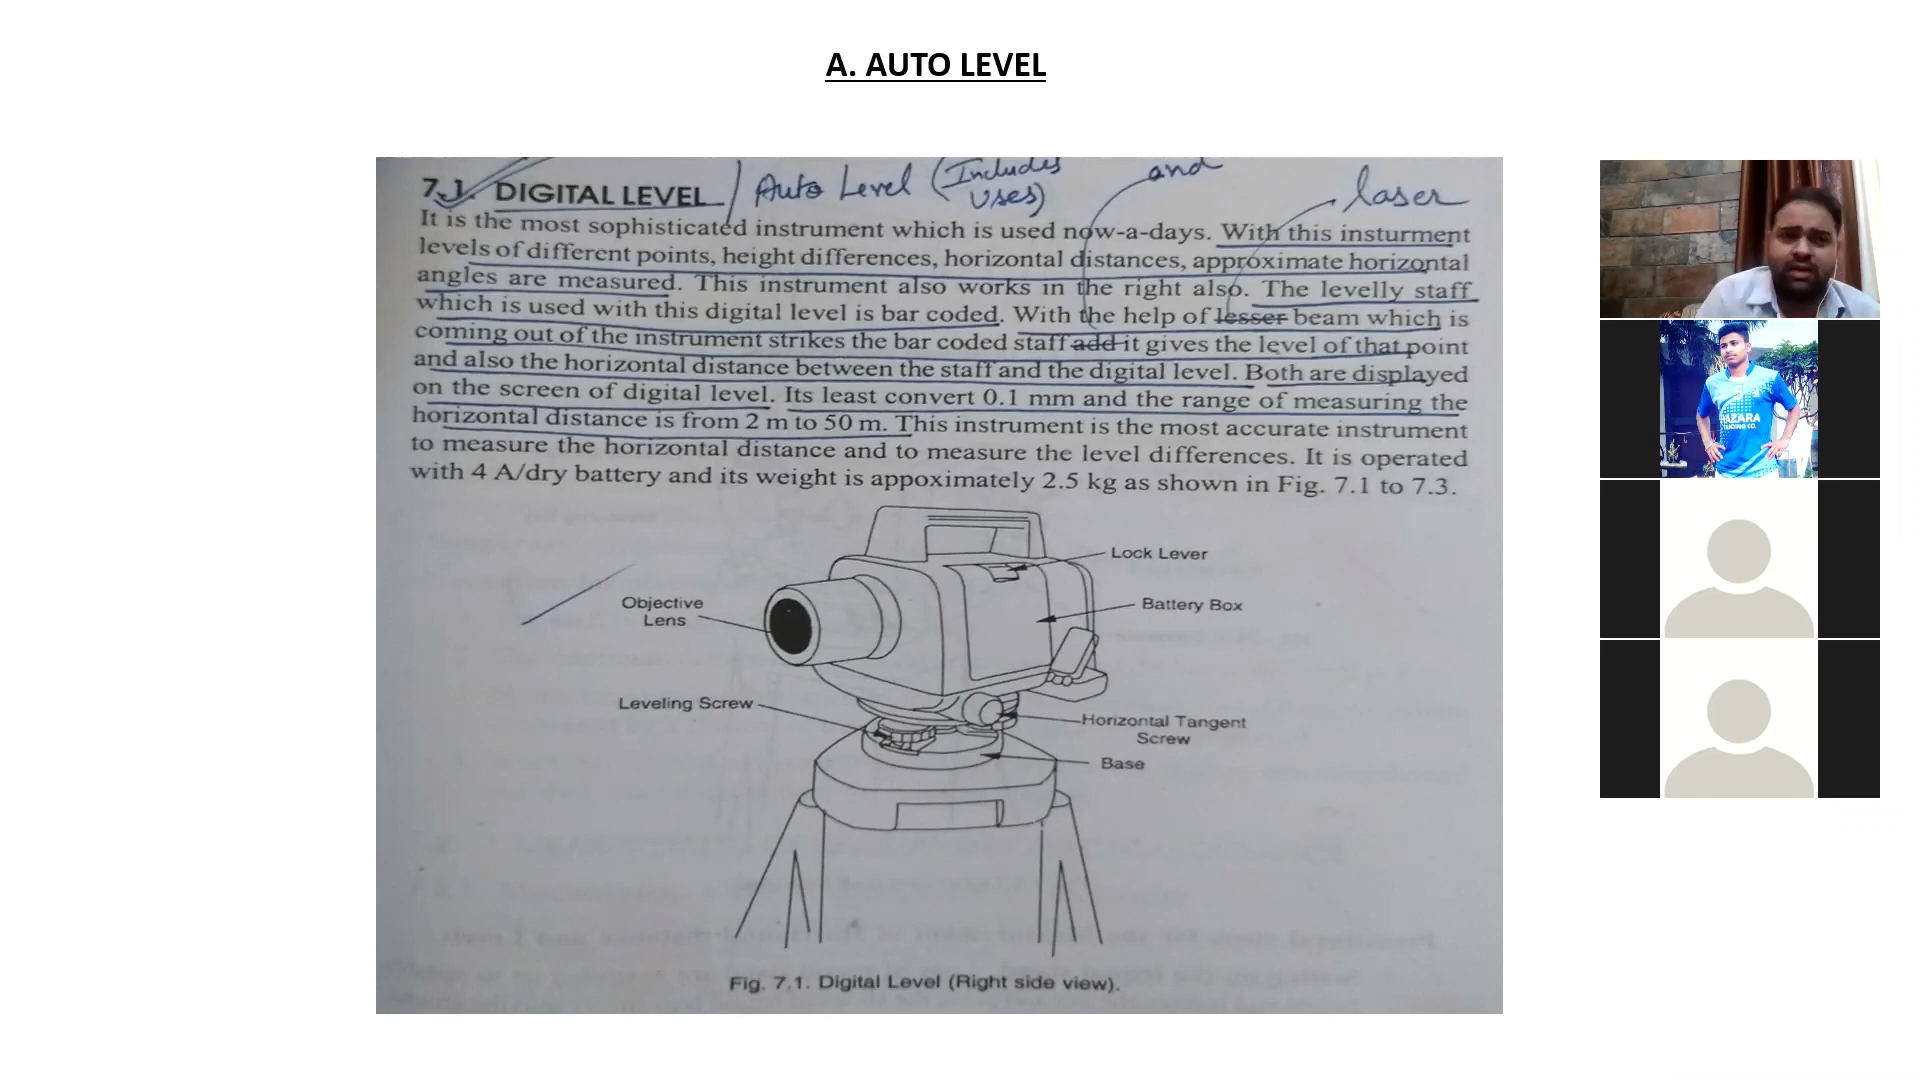 A. AUTO LEVEL
7.1. DIGITAL LEVEL / Auto Level (Includes Uses) and laser
It is the most sophisticated instrument which is used now-a-days. With this insturment
levels of different points, height differences, horizontal distances, approximate horizontal
angles are measured. This instrument also works in the right also. The levelly staff
which is used with this digital level is bar coded. With the help of lesser beam which is
coming out of the instrument strikes the bar coded staff add it gives the level of that point
and also the horizontal distance between the staff and the digital level. Both are displayed
on the screen of digital level. Its least convert 0.1 mm and the range of measuring the
horizontal distance is from 2 m to 50 m. This instrument is the most accurate instrument
to measure the horizontal distance and to measure the level differences. It is operated
with 4 A/dry battery and its weight is appoximately 2.5 kg as shown in Fig. 7.1 to 7.3.
Lock Lever
Objective
Lens
Battery Box
Leveling Screw
Horizontal Tangent
Screw
Base
Fig. 7.1. Digital Level (Right side view).
HAZARA